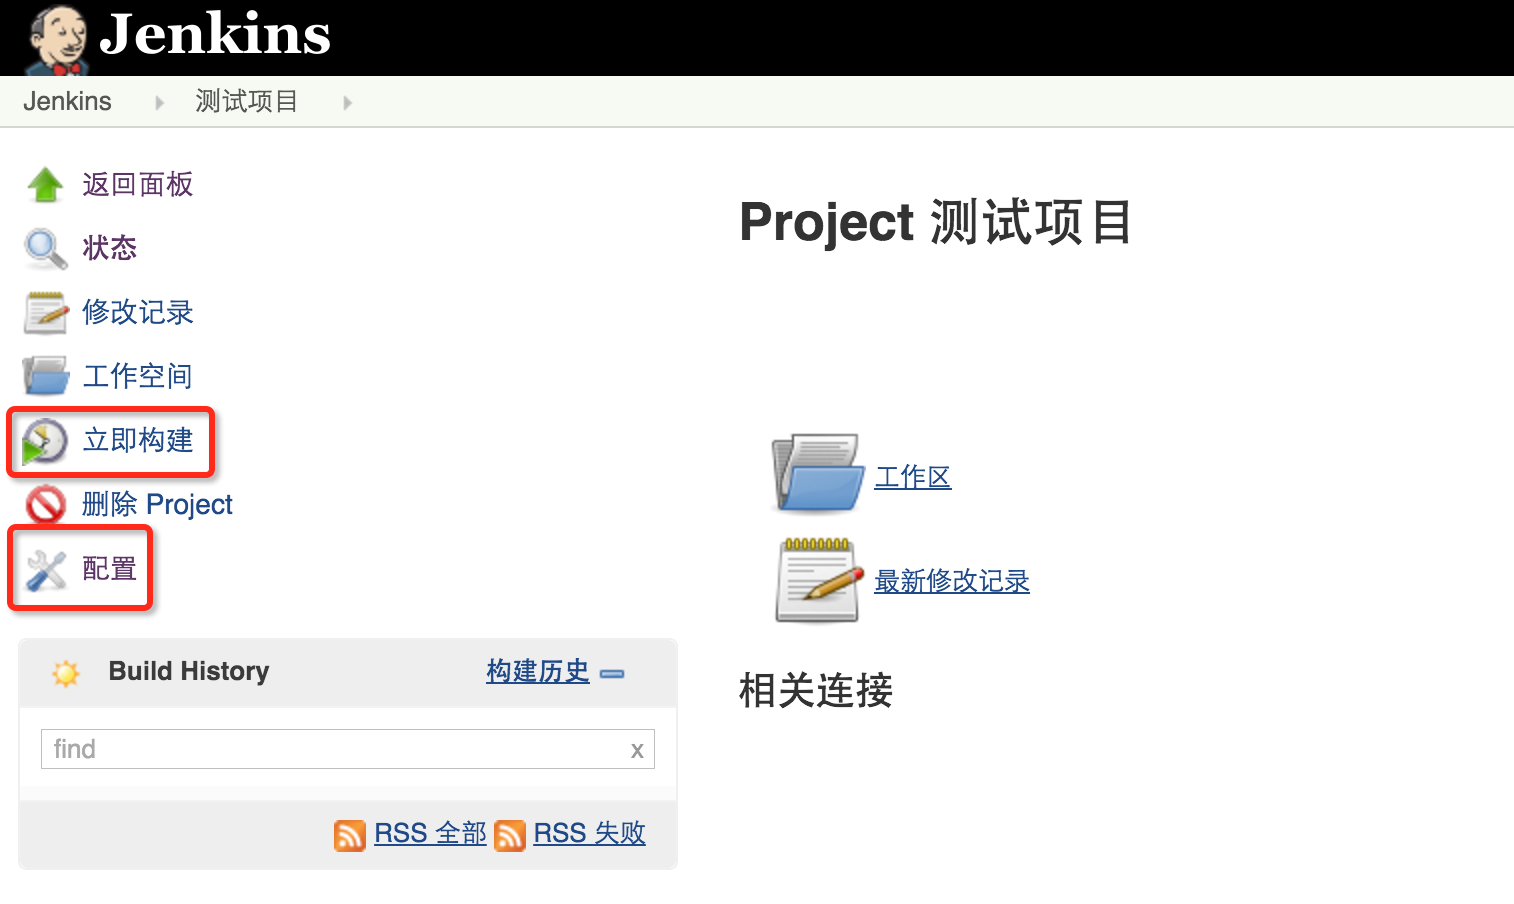 Jenkins
Jenkins 测试项目
返回面板
状态
修改记录
工作空间
立即构建
删除 Project
配置
Build History 构建历史
find x
RSS 全部 RSS 失败
Project 测试项目
工作区
最新修改记录
相关连接